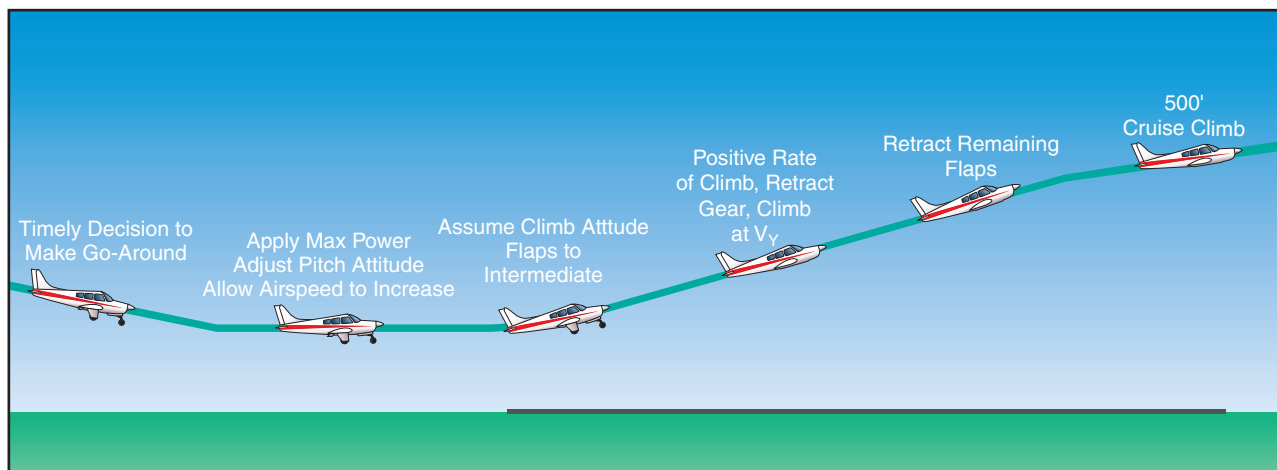 Timely Decision to
Make Go-Around
Apply Max Power
Adjust Pitch Attitude
Allow Airspeed to Increase
Assume Climb Atttude
Flaps to
Intermediate
Positive Rate
of Climb, Retract
Gear, Climb
at VY
Retract Remaining
Flaps
500'
Cruise Climb